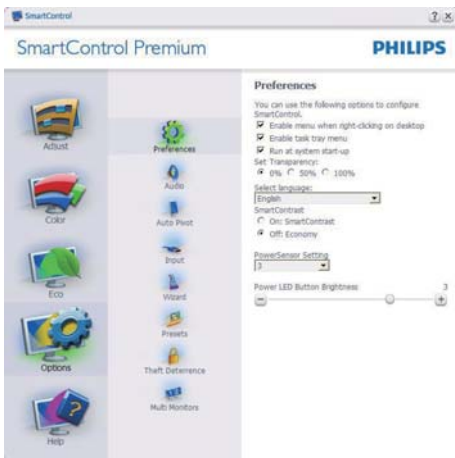 SmartControl
SmartControl Premium
PHILIPS
Adjust
Color
Eco
Options
Help
Preferences
Audio
Auto Pivot
Input
Wizard
Presets
Theft Deterrence
Multi Monitors
Preferences
You can use the following options to configure
SmartControl.
Enable menu when right-clicking on desktop
Enable task tray menu
Run at system start-up
Set Transparency:
0% 50% 100%
Select language:
English
SmartContrast
On: SmartContrast
Off: Economy
PowerSensor Setting
3
Power LED Button Brightness 3